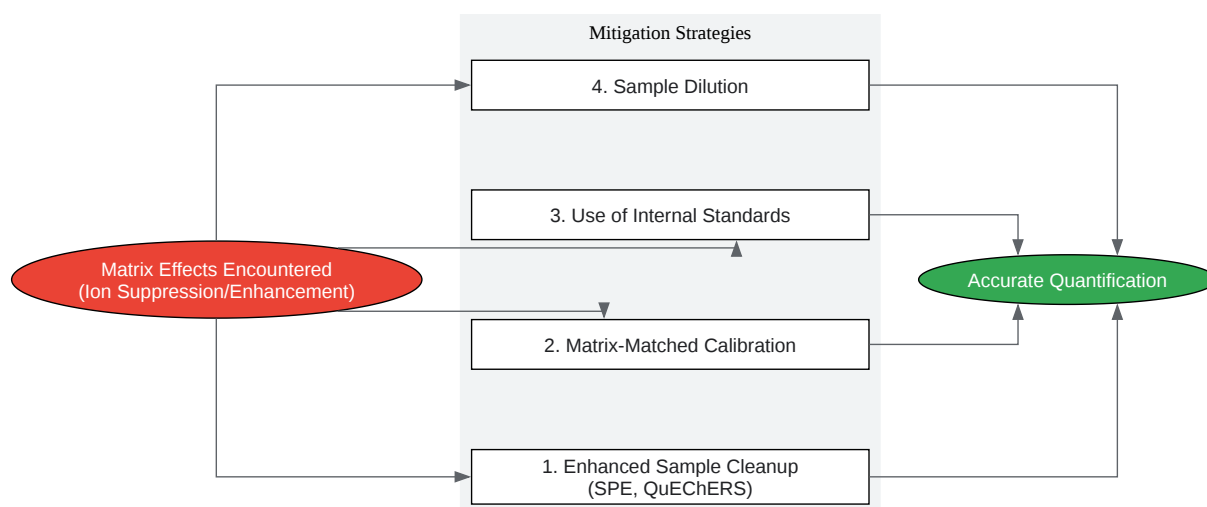 Mitigation Strategies
4. Sample Dilution
3. Use of Internal Standards
Matrix Effects Encountered
(Ion Suppression/Enhancement)
Accurate Quantification
2. Matrix-Matched Calibration
1. Enhanced Sample Cleanup
(SPE, QuEChERS)